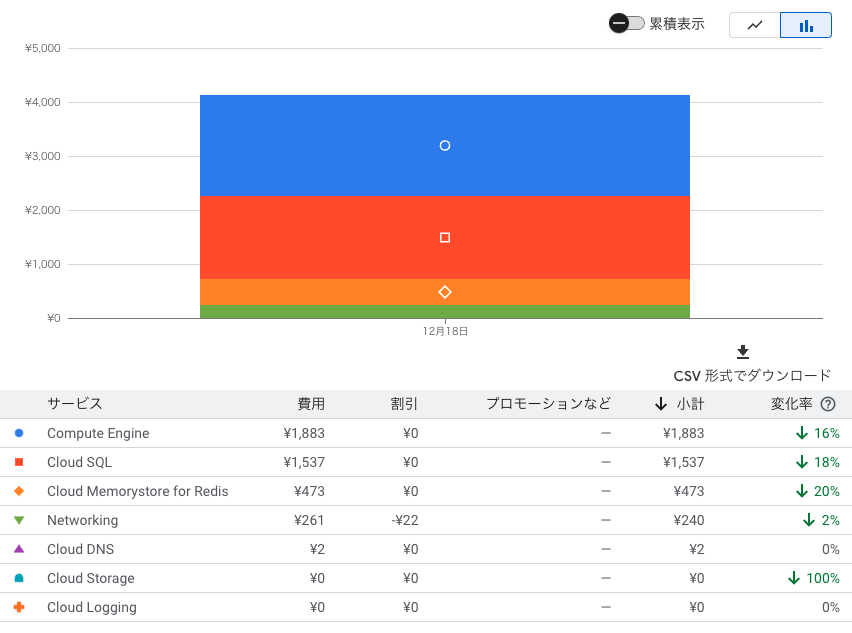 累積表示
¥5,000
¥4,000
¥3,000
¥2,000
¥1,000
¥0
12月18日
CSV 形式でダウンロード
サービス 費用 割引 プロモーションなど ↓ 小計 変化率 ?
Compute Engine ¥1,883 ¥0 — ¥1,883 ↓ 16%
Cloud SQL ¥1,537 ¥0 — ¥1,537 ↓ 18%
Cloud Memorystore for Redis ¥473 ¥0 — ¥473 ↓ 20%
Networking ¥261 -¥22 — ¥240 ↓ 2%
Cloud DNS ¥2 ¥0 — ¥2 0%
Cloud Storage ¥0 ¥0 — ¥0 ↓ 100%
Cloud Logging ¥0 ¥0 — ¥0 0%